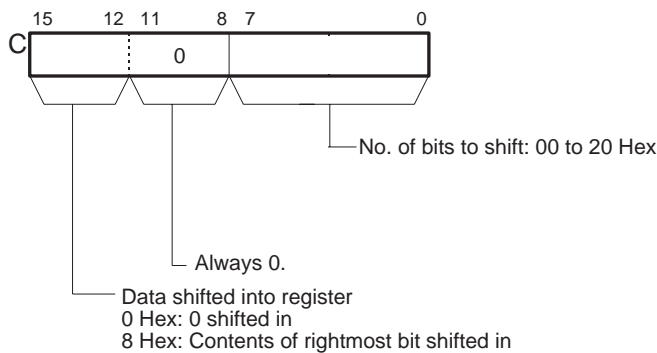 15 12 11 8 7 0
C
0
No. of bits to shift: 00 to 20 Hex
Always 0.
Data shifted into register
0 Hex: 0 shifted in
8 Hex: Contents of rightmost bit shifted in